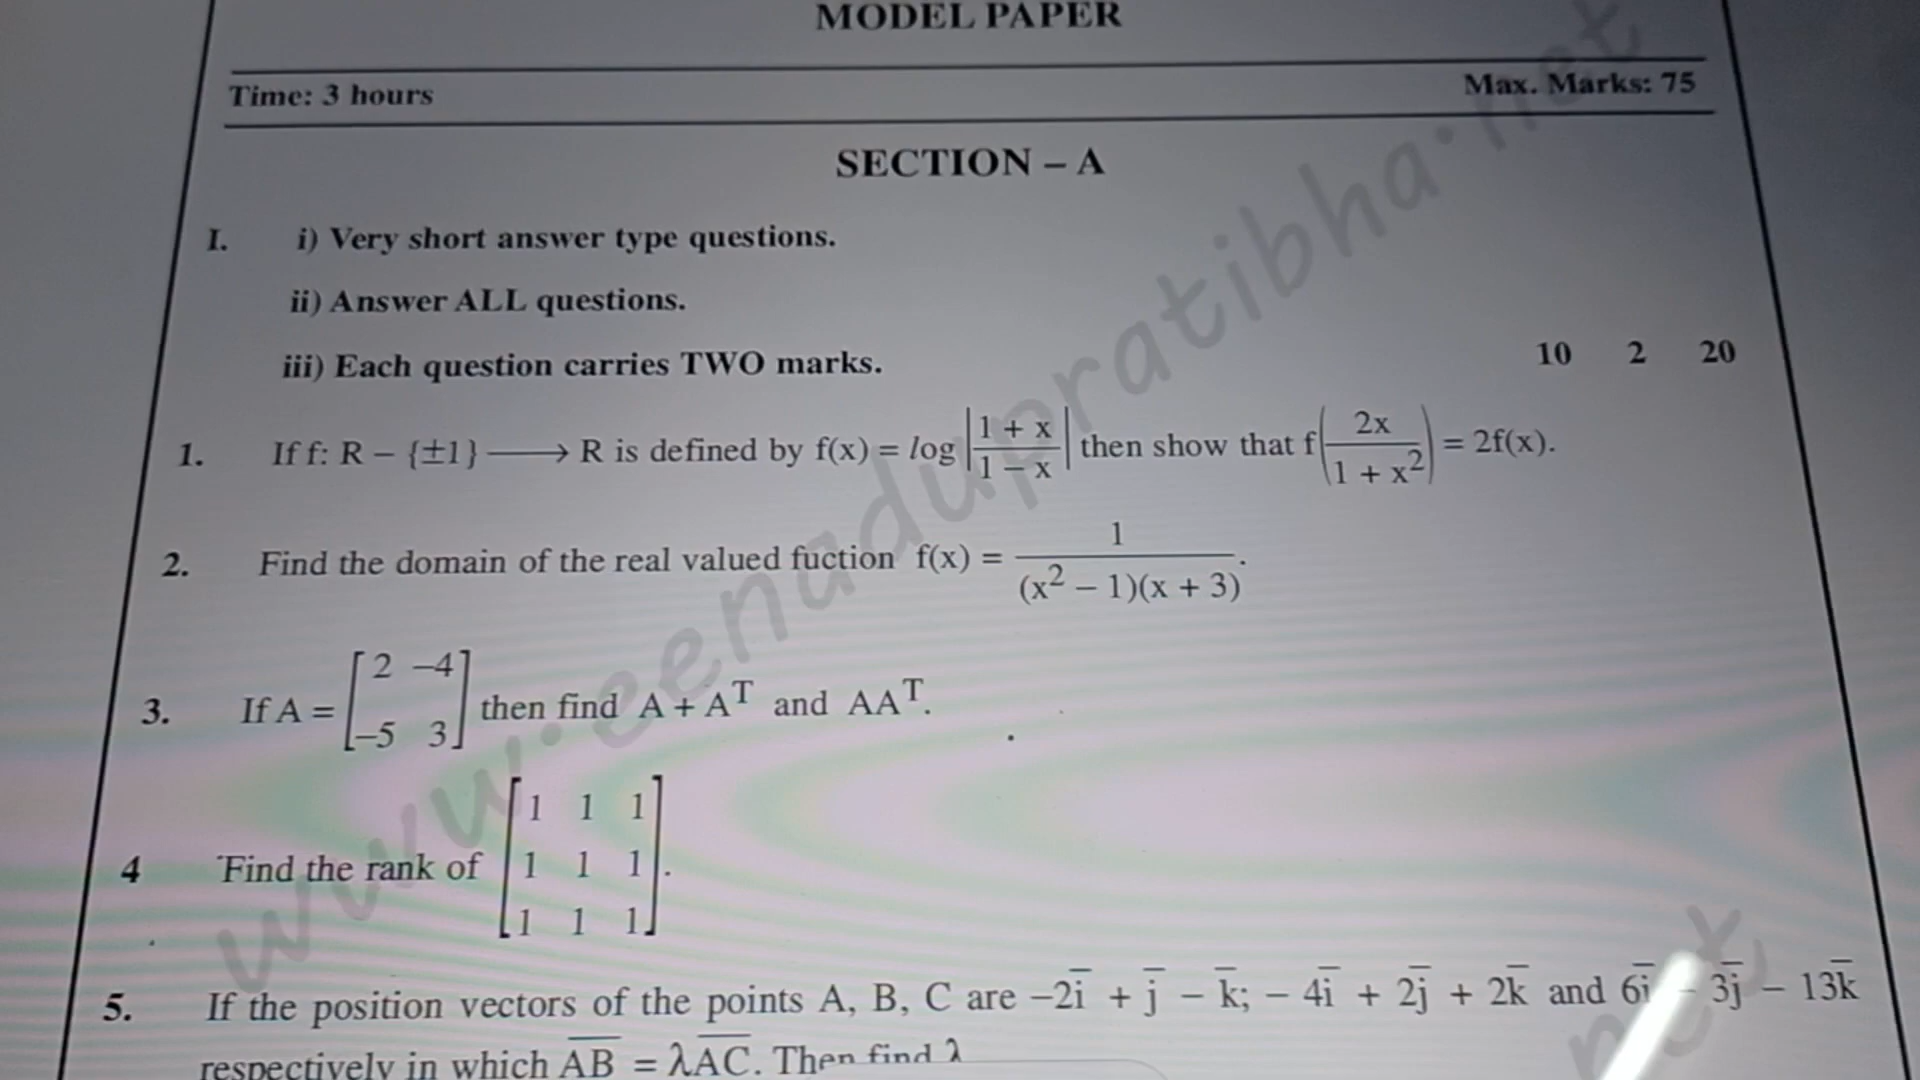 MODEL PAPER
Time: 3 hours Max. Marks: 75
SECTION – A
I. i) Very short answer type questions.
ii) Answer ALL questions.
iii) Each question carries TWO marks. 10 2 20
1. If f: R – {±1} ⟶ R is defined by f(x) = log |(1 + x)/(1 – x)| then show that f(2x/(1 + x²)) = 2f(x).
2. Find the domain of the real valued fuction f(x) = 1/((x² – 1)(x + 3)).
3. If A = [2 –4; –5 3] then find A + Aᵀ and AAᵀ.
4 Find the rank of [1 1 1; 1 1 1; 1 1 1].
5. If the position vectors of the points A, B, C are –2i̅ + j̅ – k̅; – 4i̅ + 2j̅ + 2k̅ and 6i̅ – 3j̅ – 13k̅
respectively in which A̅B̅ = λA̅C̅. Then find λ
www.eenadupratibha.net
net